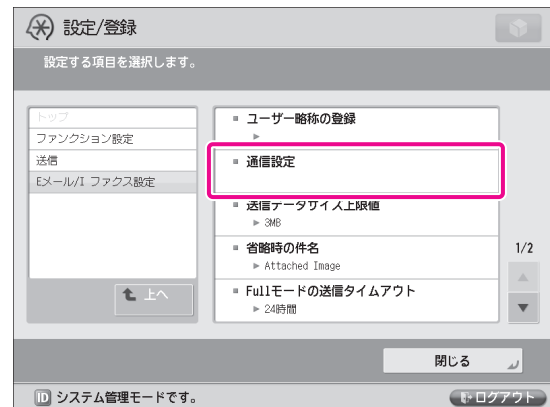 設定/登録
設定する項目を選択します。
トップ
ファンクション設定
送信
Eメール/I ファクス設定
上へ
ユーザー略称の登録
通信設定
送信データサイズ上限値
3MB
省略時の件名
Attached Image
Fullモードの送信タイムアウト
24時間
1/2
閉じる
ID システム管理モードです。
ログアウト